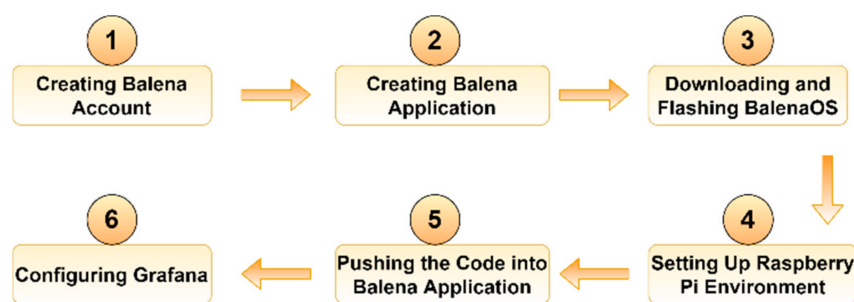 1
Creating Balena
Account
2
Creating Balena
Application
3
Downloading and
Flashing BalenaOS
4
Setting Up Raspberry
Pi Environment
5
Pushing the Code into
Balena Application
6
Configuring Grafana